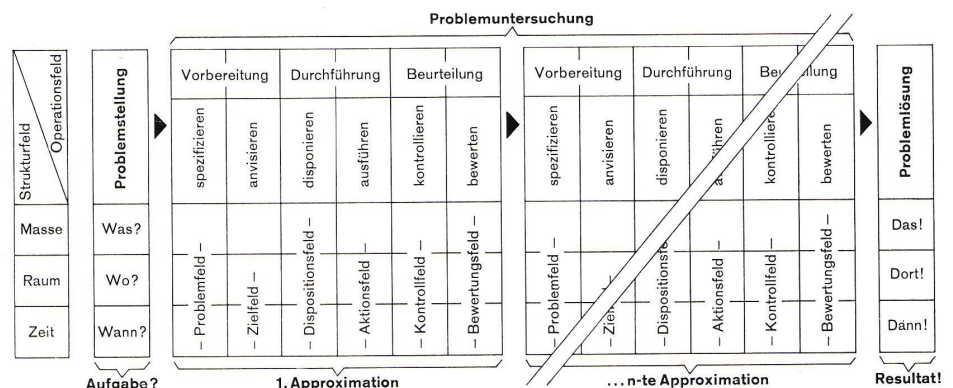 Problemuntersuchung
Strukturfeld
Operationsfeld
Problemstellung
Vorbereitung
Durchführung
Beurteilung
spezifizieren
anvisieren
disponieren
ausführen
kontrollieren
bewerten
Vorbereitung
Durchführung
spezifizieren
anvisieren
disponieren
bewerten
Problemlösung
Masse
Was?
Das!
Raum
Wo?
Dort!
Zeit
Wann?
Dann!
– Problemfeld –
– Zielfeld –
– Dispositionsfeld –
– Aktionsfeld –
– Kontrollfeld –
– Bewertungsfeld –
– Problemfeld –
– Dispositionsfeld –
– Aktionsfeld –
– Kontrollfeld –
– Bewertungsfeld –
Aufgabe?
1. Approximation
...n-te Approximation
Resultat!